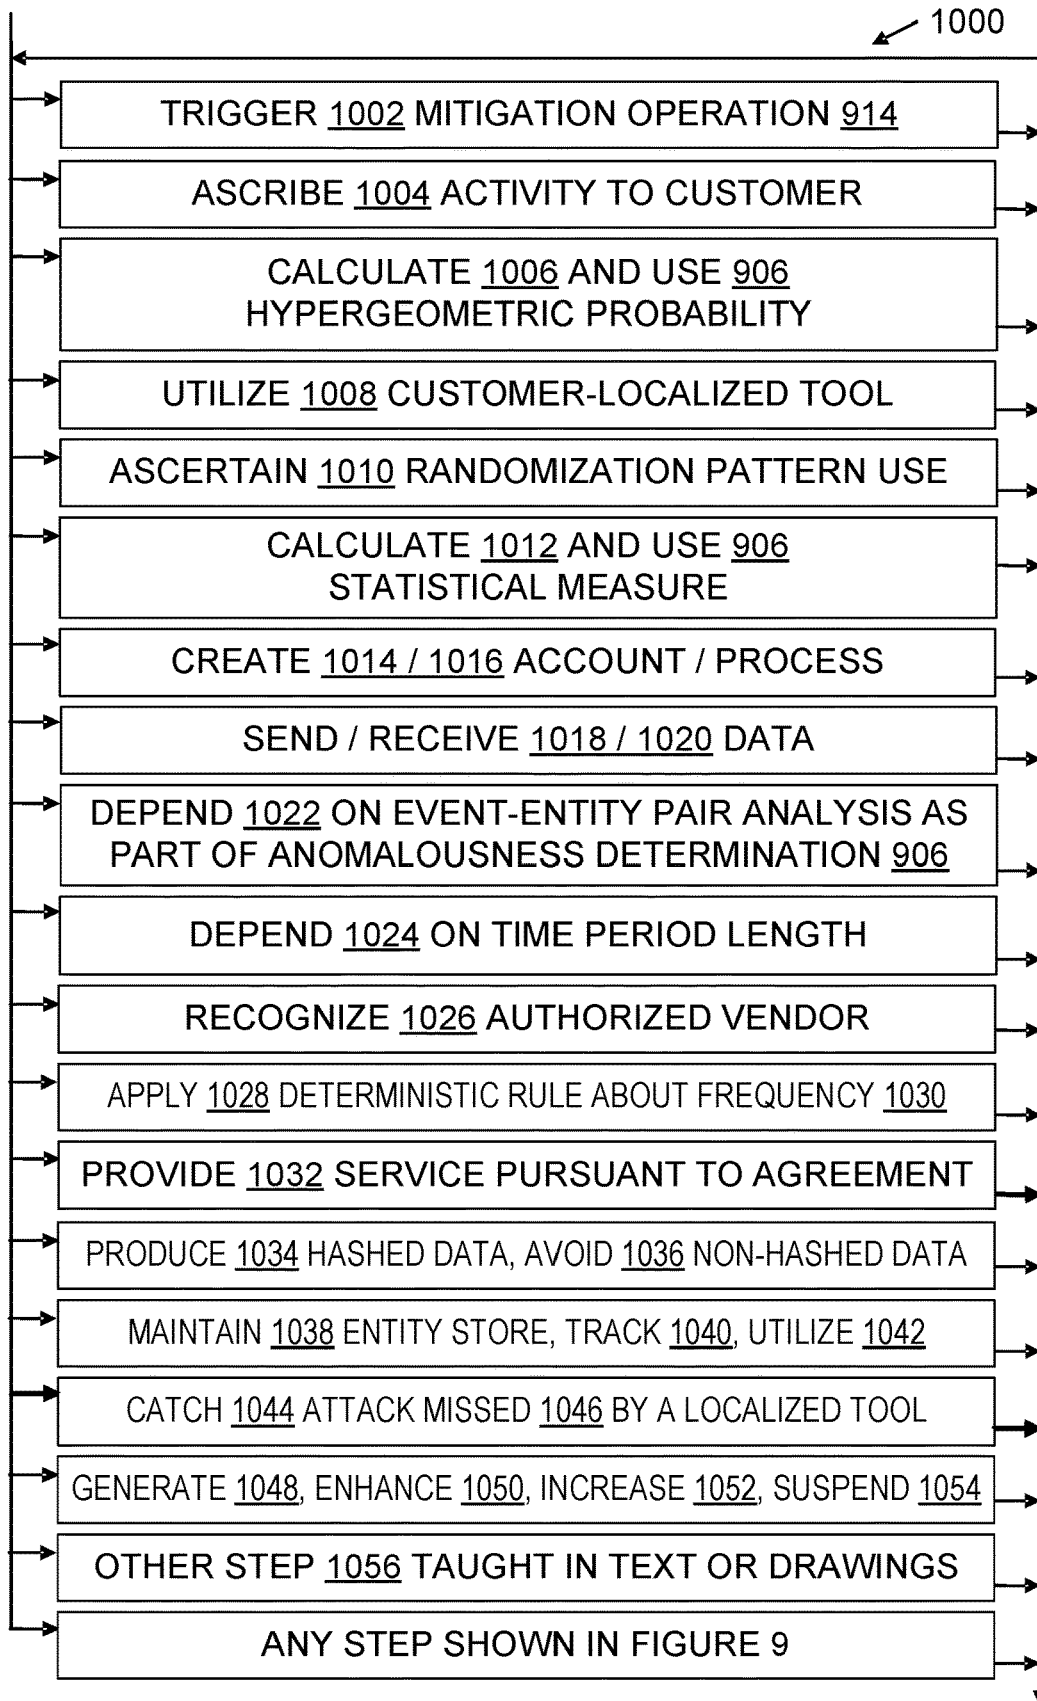 1000
TRIGGER 1002 MITIGATION OPERATION 914
ASCRIBE 1004 ACTIVITY TO CUSTOMER
CALCULATE 1006 AND USE 906
HYPERGEOMETRIC PROBABILITY
UTILIZE 1008 CUSTOMER-LOCALIZED TOOL
ASCERTAIN 1010 RANDOMIZATION PATTERN USE
CALCULATE 1012 AND USE 906
STATISTICAL MEASURE
CREATE 1014 / 1016 ACCOUNT / PROCESS
SEND / RECEIVE 1018 / 1020 DATA
DEPEND 1022 ON EVENT-ENTITY PAIR ANALYSIS AS
PART OF ANOMALOUSNESS DETERMINATION 906
DEPEND 1024 ON TIME PERIOD LENGTH
RECOGNIZE 1026 AUTHORIZED VENDOR
APPLY 1028 DETERMINISTIC RULE ABOUT FREQUENCY 1030
PROVIDE 1032 SERVICE PURSUANT TO AGREEMENT
PRODUCE 1034 HASHED DATA, AVOID 1036 NON-HASHED DATA
MAINTAIN 1038 ENTITY STORE, TRACK 1040, UTILIZE 1042
CATCH 1044 ATTACK MISSED 1046 BY A LOCALIZED TOOL
GENERATE 1048, ENHANCE 1050, INCREASE 1052, SUSPEND 1054
OTHER STEP 1056 TAUGHT IN TEXT OR DRAWINGS
ANY STEP SHOWN IN FIGURE 9